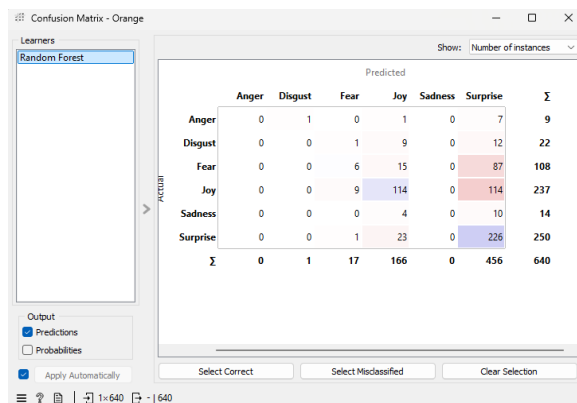 Confusion Matrix - Orange
Learners
Random Forest
Show: Number of instances
Predicted
Anger Disgust Fear Joy Sadness Surprise Σ
Anger 0 1 0 1 0 7 9
Disgust 0 0 1 9 0 12 22
Fear 0 0 6 15 0 87 108
Actual
Joy 0 0 9 114 0 114 237
Sadness 0 0 0 4 0 10 14
Surprise 0 0 1 23 0 226 250
Σ 0 1 17 166 0 456 640
Output
Predictions
Probabilities
Apply Automatically
Select Correct Select Misclassified Clear Selection
1×640 - | 640